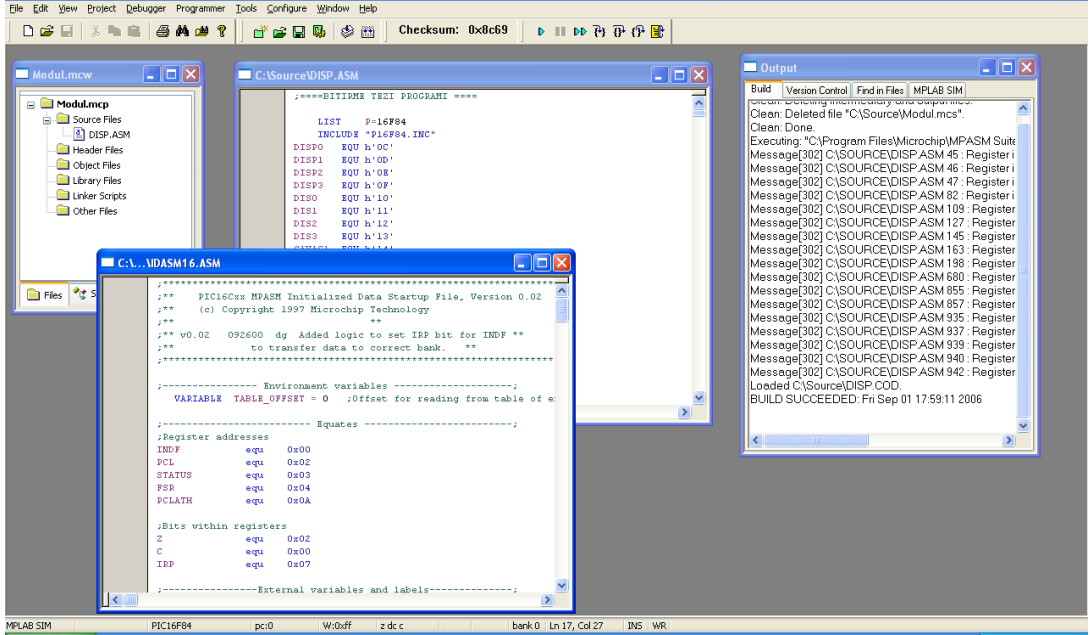 File Edit View Project Debugger Programmer Tools Configure Window Help
Checksum: 0x8c69
Modul.mcw
Modul.mcp
Source Files
DISP.ASM
Header Files
Object Files
Library Files
Linker Scripts
Other Files
Files S
C:\Source\DISP.ASM
;====BITIRME TEZI PROGRAMI ====
LIST P=16F84
INCLUDE "P16F84.INC"
DISP0 EQU h'0C'
DISP1 EQU h'0D'
DISP2 EQU h'0E'
DISP3 EQU h'0F'
DIS0 EQU h'10'
DIS1 EQU h'11'
DIS2 EQU h'12'
DIS3 EQU h'13'
C:\...\IDASM16.ASM
;*************************************************************
;** PIC16Cxx MPASM Initialized Data Startup File, Version 0.02
;** (c) Copyright 1997 Microchip Technology
;** **
;** v0.02 092600 dg Added logic to set IRP bit for INDF **
;** to transfer data to correct bank. **
;*************************************************************
;---------------- Environment variables --------------------;
VARIABLE TABLE_OFFSET = 0 ;Offset for reading from table of e
;------------------------- Equates -------------------------;
;Register addresses
INDF equ 0x00
PCL equ 0x02
STATUS equ 0x03
FSR equ 0x04
PCLATH equ 0x0A
;Bits within registers
Z equ 0x02
C equ 0x00
IRP equ 0x07
;----------------External variables and labels--------------;
Output
Build Version Control Find in Files MPLAB SIM
Clean: Deleting intermediary and output files.
Clean: Deleted file "C:\Source\Modul.mcs".
Clean: Done.
Executing: "C:\Program Files\Microchip\MPASM Suite
Message[302] C:\SOURCE\DISP.ASM 45 : Register i
Message[302] C:\SOURCE\DISP.ASM 46 : Register i
Message[302] C:\SOURCE\DISP.ASM 47 : Register i
Message[302] C:\SOURCE\DISP.ASM 82 : Register i
Message[302] C:\SOURCE\DISP.ASM 109 : Register
Message[302] C:\SOURCE\DISP.ASM 127 : Register
Message[302] C:\SOURCE\DISP.ASM 145 : Register
Message[302] C:\SOURCE\DISP.ASM 163 : Register
Message[302] C:\SOURCE\DISP.ASM 198 : Register
Message[302] C:\SOURCE\DISP.ASM 680 : Register
Message[302] C:\SOURCE\DISP.ASM 855 : Register
Message[302] C:\SOURCE\DISP.ASM 857 : Register
Message[302] C:\SOURCE\DISP.ASM 935 : Register
Message[302] C:\SOURCE\DISP.ASM 937 : Register
Message[302] C:\SOURCE\DISP.ASM 939 : Register
Message[302] C:\SOURCE\DISP.ASM 940 : Register
Message[302] C:\SOURCE\DISP.ASM 942 : Register
Loaded C:\Source\DISP.COD.
BUILD SUCCEEDED: Fri Sep 01 17:59:11 2006
MPLAB SIM PIC16F84 pc:0 W:0xff z dc c bank 0 Ln 17, Col 27 INS WR